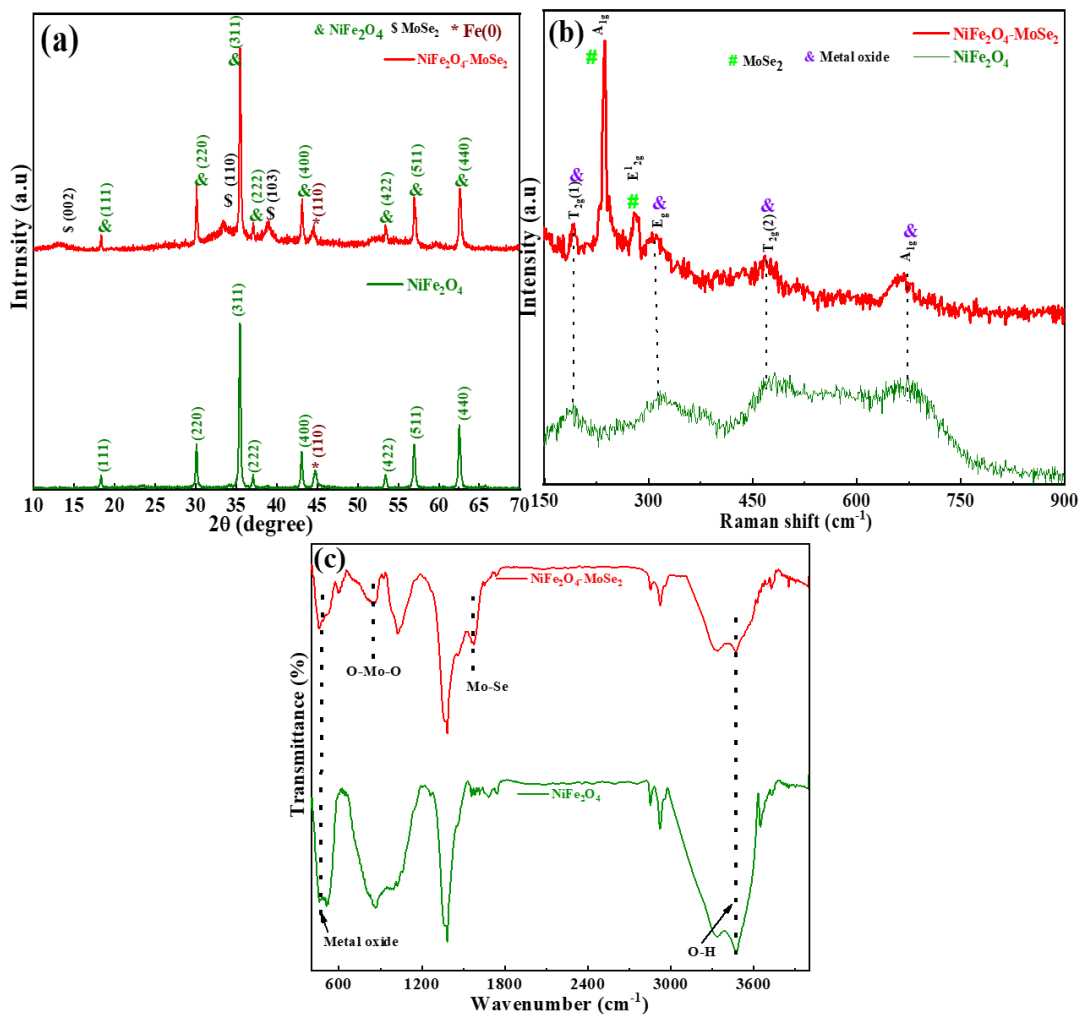 (a)
& NiFe2O4 $ MoSe2 * Fe(0)
NiFe2O4-MoSe2
$ (002)
& (111)
& (220)
$ (110)
& (311)
& (222)
$ (103)
& (400)
*(110)
& (422)
& (511)
& (440)
NiFe2O4
(111)
(220)
(311)
(222)
(400)
* (110)
(422)
(511)
(440)
Intrnsity (a.u)
10 15 20 25 30 35 40 45 50 55 60 65 70
2θ (degree)
(b)
NiFe2O4-MoSe2
NiFe2O4
# MoSe2 & Metal oxide
T2g(1) &
# A1g
# E12g
Eg &
T2g(2) &
A1g &
Intensity (a.u)
150 300 450 600 750 900
Raman shift (cm-1)
(c)
NiFe2O4-MoSe2
O-Mo-O
Mo-Se
NiFe2O4
Metal oxide
O-H
Transmittance (%)
600 1200 1800 2400 3000 3600
Wavenumber (cm-1)